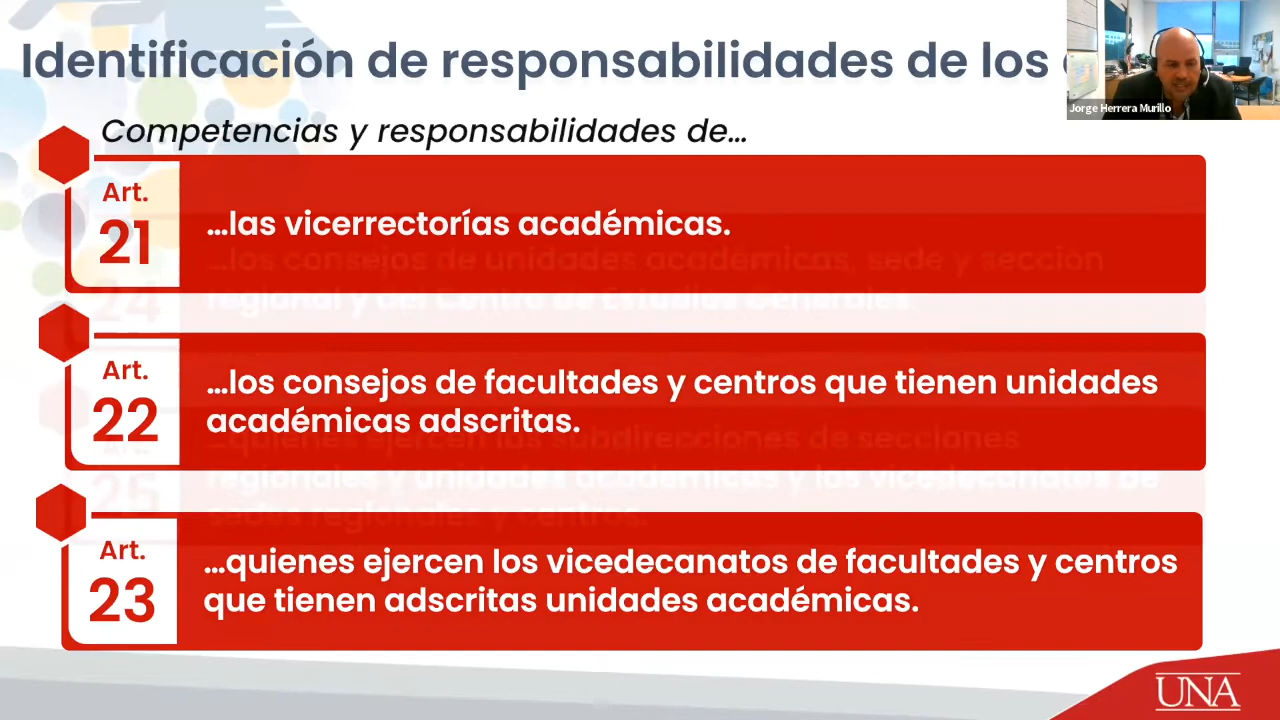 Identificación de responsabilidades de los
Jorge Herrera Murillo
Competencias y responsabilidades de...
Art.
21
...las vicerrectorías académicas.
...los consejos de unidades académicas, sede y sección
regional y del Centro de Estudios Generales.
24
Art.
22
...los consejos de facultades y centros que tienen unidades
académicas adscritas.
...quienes ejercen las subdirecciones de secciones
regionales y unidades académicas y los vicedecanatos de
sedes regionales y centros.
25
Art.
23
...quienes ejercen los vicedecanatos de facultades y centros
que tienen adscritas unidades académicas.
UNA